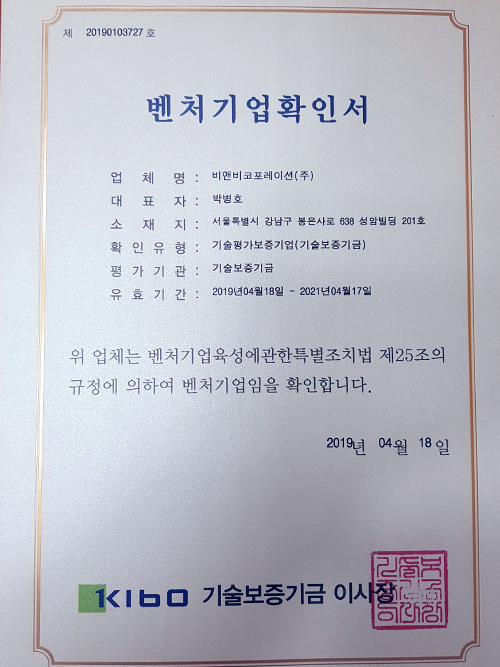 제 20190103727 호
벤처기업확인서
업 체 명 : 비앤비코포레이션(주)
대 표 자 : 박병호
소 재 지 : 서울특별시 강남구 봉은사로 638 성암빌딩 201호
확 인 유 형 : 기술평가보증기업(기술보증기금)
평 가 기 관 : 기술보증기금
유 효 기 간 : 2019년04월18일 ~ 2021년04월17일
위 업체는 벤처기업육성에관한특별조치법 제25조의
규정에 의하여 벤처기업임을 확인합니다.
2019년 04월 18일
KIBO 기술보증기금 이사장